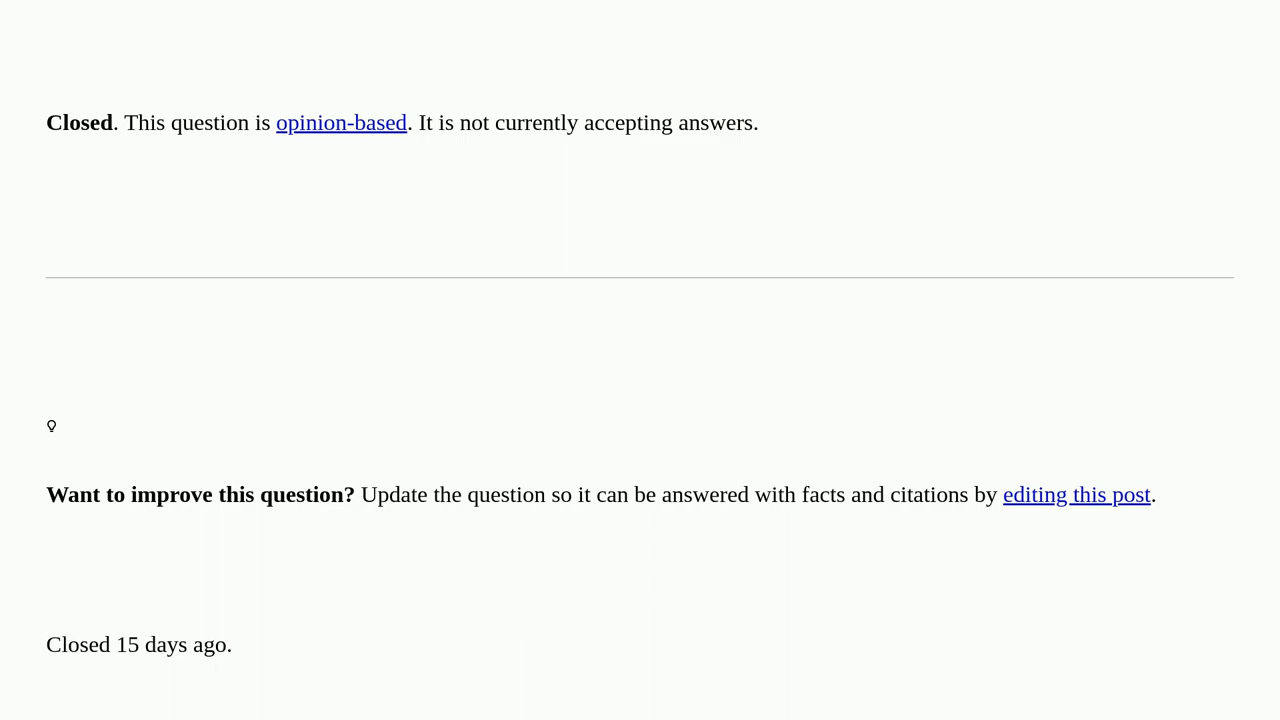 Closed. This question is opinion-based. It is not currently accepting answers.
Want to improve this question? Update the question so it can be answered with facts and citations by editing this post.
Closed 15 days ago.